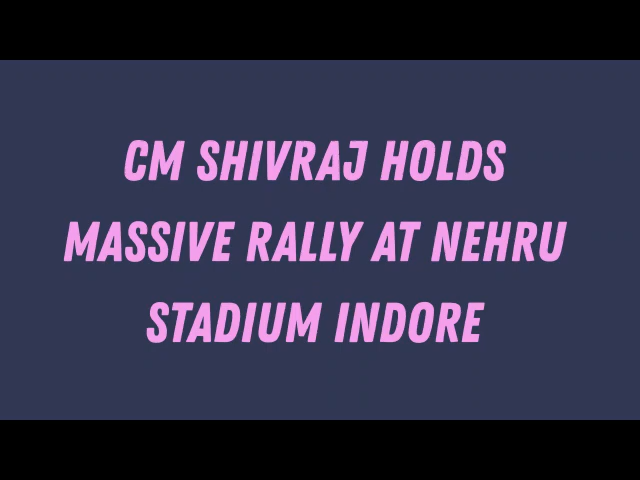 CM SHIVRAJ HOLDS
MASSIVE RALLY AT NEHRU
STADIUM INDORE